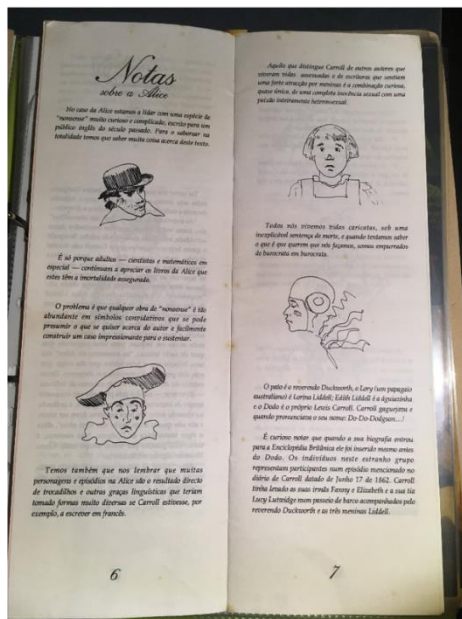 Notas
sobre a Alice
No caso da Alice estamos a lidar com uma espécie de
"nonsense" muito curioso e complicado, escrito para um
público inglês do século passado. Para o saborear na
totalidade temos que saber muita coisa acerca deste texto.
É só porque adultos — cientistas e matemáticos em
especial — continuam a apreciar os livros da Alice que
estes têm a imortalidade assegurada.
O problema é que qualquer obra de "nonsense" é tão
abundante em símbolos convidativos que se pode
presumir o que se quiser acerca do autor e facilmente
construir um caso impressionante para o sustentar.
Temos também que nos lembrar que muitas
personagens e episódios na Alice são o resultado directo
de trocadilhos e outras graças linguísticas que teriam
tomado formas muito diversas se Carroll estivesse, por
exemplo, a escrever em francês.
6
Aquilo que distingue Carroll de outros autores que
viveram vidas assexuadas e de escritores que sentiam
uma forte atracção por meninas é a combinação curiosa,
quase única, de uma completa inocência sexual com uma
paixão inteiramente heterossexual.
Todos nós vivemos vidas caricatas, sob uma
inexplicável sentença de morte, e quando tentamos saber
o que é que querem que nós façamos, somos empurrados
de burocrata em burocrata.
O pato é o reverendo Duckworth, o Lory (um papagaio
australiano) é Lorina Liddell; Edith Liddell é a águiazinha
e o Dodo é o próprio Lewis Carroll. Carroll gaguejava e
quando pronunciava o seu nome: Do-Do-Dodgson...!
É curioso notar que quando a sua biografia entrou
para a Enciclopédia Britânica ele foi inserido mesmo antes
do Dodo. Os indivíduos neste estranho grupo
representam participantes num episódio mencionado no
diário de Carroll datado de Junho 17 de 1862. Carroll
tinha levado as suas irmãs Fanny e Elizabeth e a sua tia
Lucy Lutwidge num passeio de barco acompanhados pelo
reverendo Duckworth e as três meninas Liddell.
7